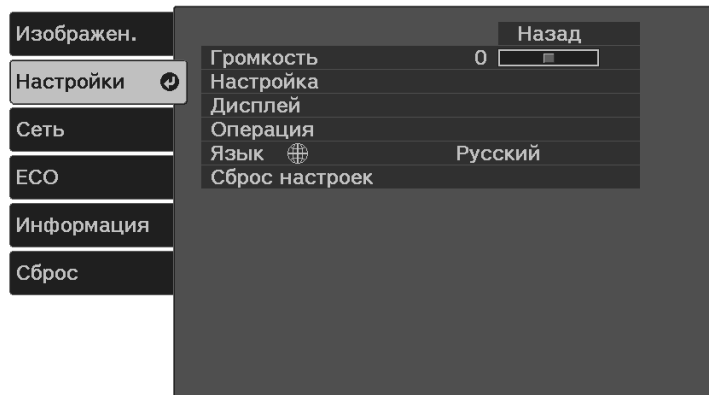 Изображен.
Настройки
Сеть
ECO
Информация
Сброс
Назад
Громкость 0
Настройка
Дисплей
Операция
Язык Русский
Сброс настроек